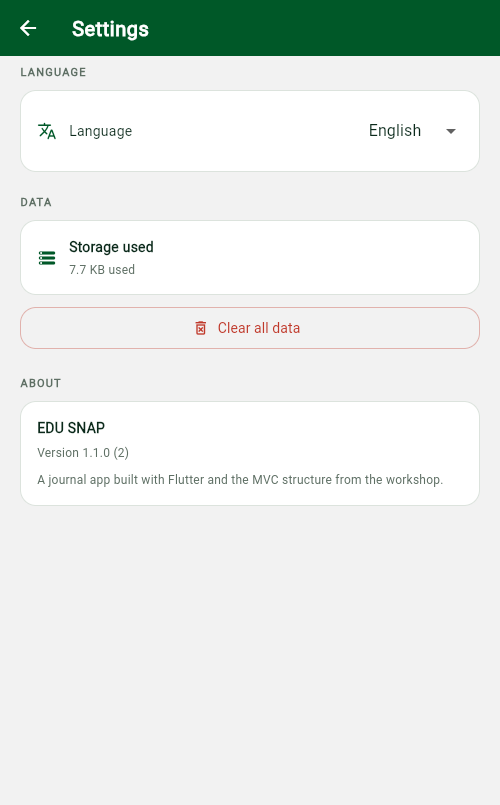 Settings
LANGUAGE
Language
English
DATA
Storage used
7.7 KB used
Clear all data
ABOUT
EDU SNAP
Version 1.1.0 (2)
A journal app built with Flutter and the MVC structure from the workshop.